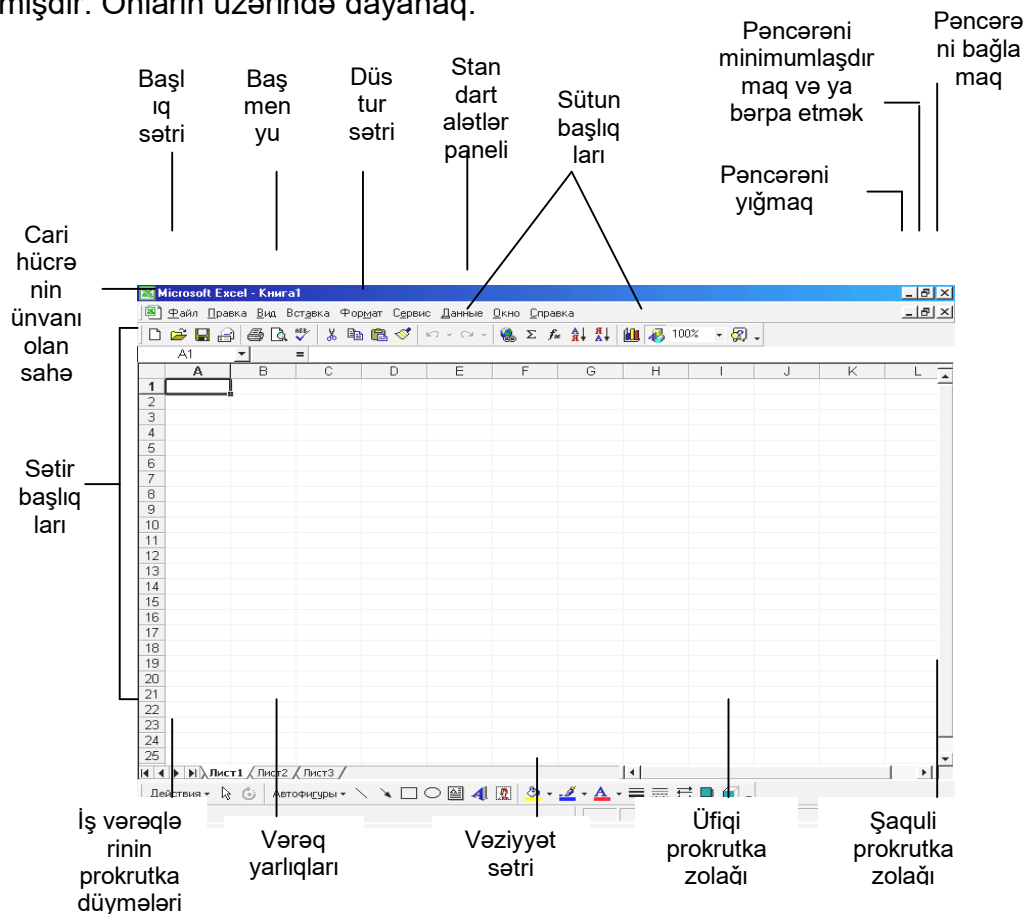 mışdır. Onların üzərində dayanaq.
Başl
ıq
sətri
Baş
men
yu
Düs
tur
sətri
Stan
dart
alətlər
paneli
Sütun
başlıq
ları
Pəncərəni
minimumlaşdır
maq və ya
bərpa etmək
Pəncərə
ni bağla
maq
Pəncərəni
yığmaq
Cari
hücrə
nin
ünvanı
olan
sahə
Sətir
başlıq
ları
Microsoft Excel - Книга1
Файл Правка Вид Вставка Формат Сервис Данные Окно Справка
100%
A1 =
A B C D E F G H I J K L
1
2
3
4
5
6
7
8
9
10
11
12
13
14
15
16
17
18
19
20
21
22
23
24
25
Лист1 Лист2 Лист3
Действия Автофигуры
İş vərəqlə
rinin
prokrutka
düymələri
Vərəq
yarlıqları
Vəziyyət
sətri
Üfiqi
prokrutka
zolağı
Şaquli
prokrutka
zolağı